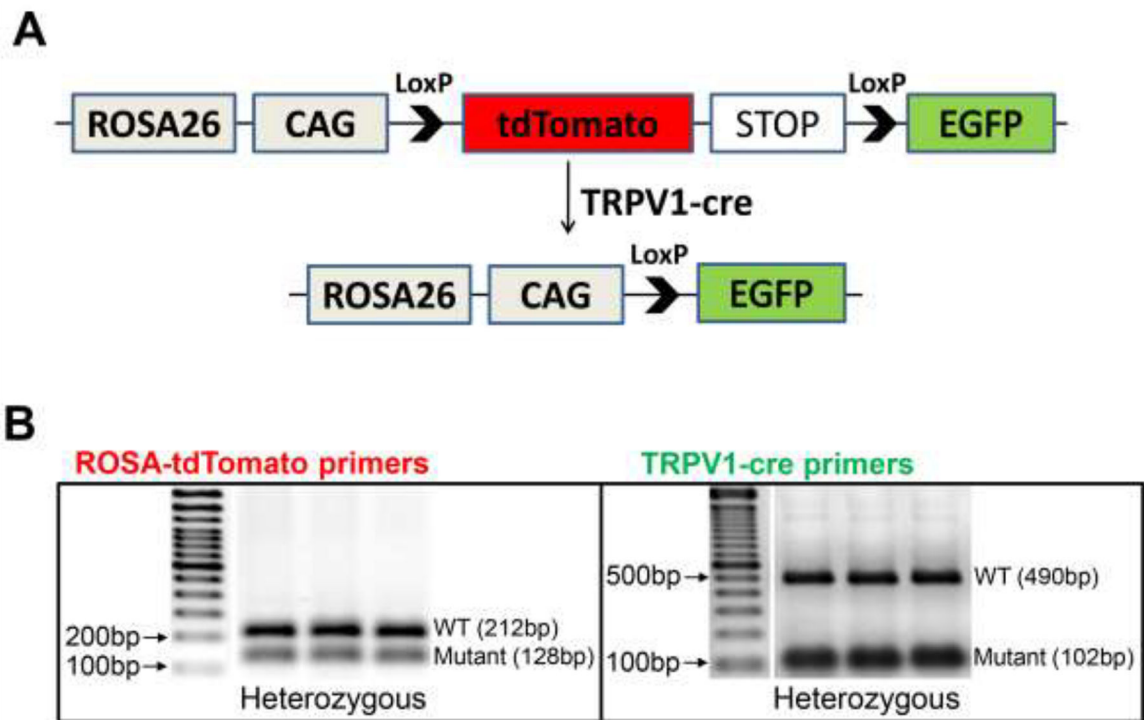 A
LoxP LoxP
ROSA26 CAG tdTomato STOP EGFP
TRPV1-cre
LoxP
ROSA26 CAG EGFP
B
ROSA-tdTomato primers
200bp
100bp
WT (212bp)
Mutant (128bp)
Heterozygous
TRPV1-cre primers
500bp
100bp
WT (490bp)
Mutant (102bp)
Heterozygous